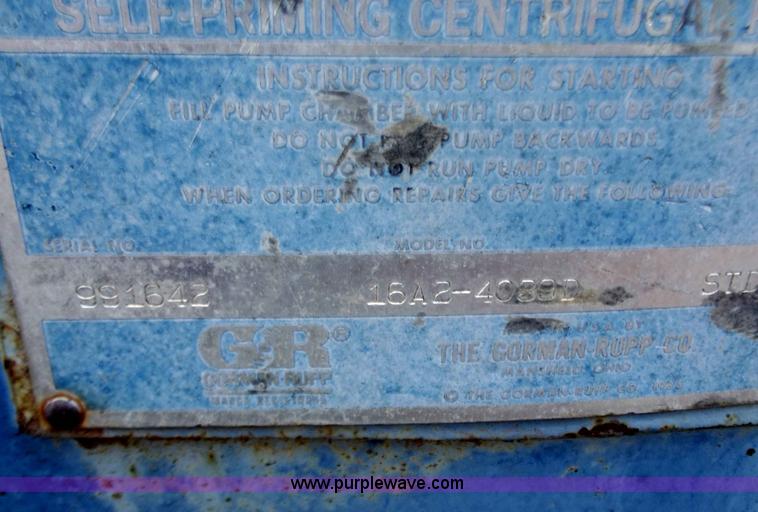 SELF-PRIMING CENTRIFUGAL
INSTRUCTIONS FOR STARTING
FILL PUMP CHAMBER WITH LIQUID TO BE PUMPED
DO NOT PUMP BACKWARDS
DO NOT RUN PUMP DRY
WHEN ORDERING REPAIRS GIVE THE FOLLOWING
SERIAL NO. MODEL NO.
991642 16A2- STD
G&R®
GORMAN-RUPP
U.S.A. BY
THE GORMAN-RUPP CO.
MANSFIELD, OHIO
© THE GORMAN-RUPP CO.
www.purplewave.com